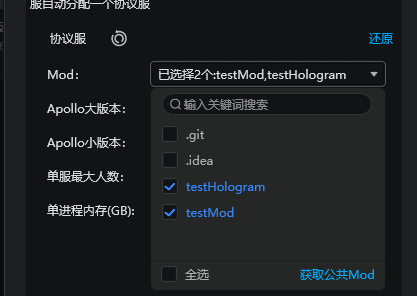 服自动分配一个协议服
协议服 还原
Mod： 已选择2个:testMod,testHologram
Apollo大版本： 输入关键词搜索
.git
Apollo小版本：
.idea
单服最大人数：
testHologram
单进程内存(GB):
testMod
全选 获取公共Mod